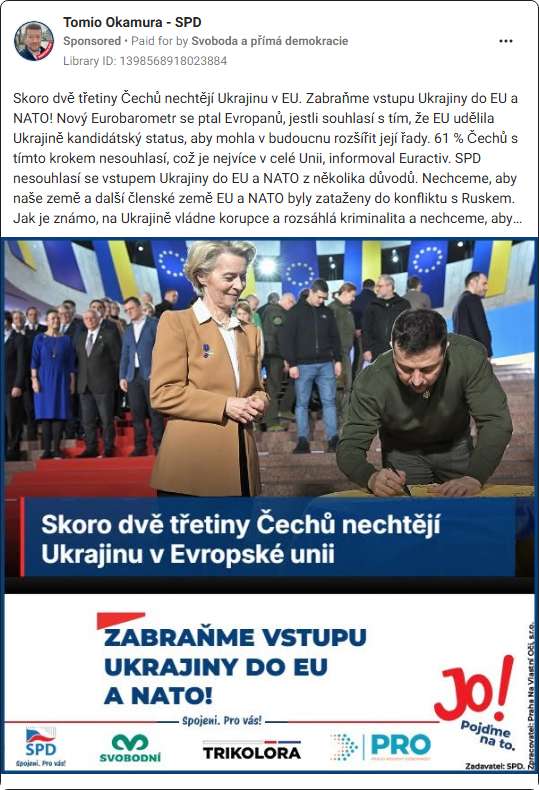 Tomio Okamura - SPD
Sponsored • Paid for by Svoboda a přímá demokracie
Library ID: 1398568918023884
Skoro dvě třetiny Čechů nechtějí Ukrajinu v EU. Zabraňme vstupu Ukrajiny do EU a
NATO! Nový Eurobarometr se ptal Evropanů, jestli souhlasí s tím, že EU udělila
Ukrajině kandidátský status, aby mohla v budoucnu rozšířit její řady. 61 % Čechů s
tímto krokem nesouhlasí, což je nejvíce v celé Unii, informoval Euractiv. SPD
nesouhlasí se vstupem Ukrajiny do EU a NATO z několika důvodů. Nechceme, aby
naše země a další členské země EU a NATO byly zataženy do konfliktu s Ruskem.
Jak je známo, na Ukrajině vládne korupce a rozsáhlá kriminalita a nechceme, aby…
Skoro dvě třetiny Čechů nechtějí
Ukrajinu v Evropské unii
ZABRAŇME VSTUPU
UKRAJINY DO EU
A NATO!
Jo!
Pojďme
na to.
Spojeni. Pro vás!
SPD
Spojeni. Pro vás!
SVOBODNÍ
TRIKOLORA
PRO
Zadavatel: SPD.
Zpracovatel: Praha Na Vlastní Oči, s.r.o.